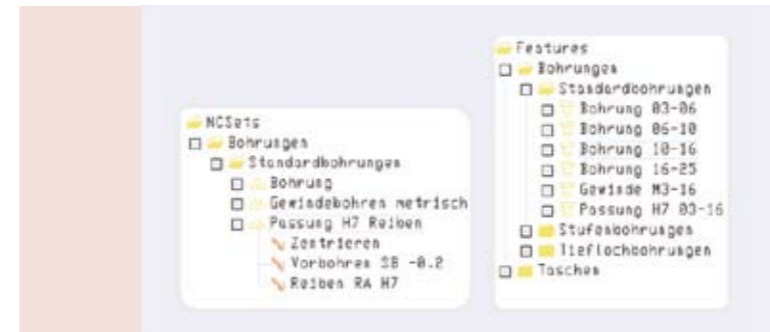 NCSets
Bohrungen
Standardbohrungen
Bohrung
Gewindebohren metrisch
Passung H7 Reiben
Zentrieren
Vorbohren SB -0.2
Reiben RA H7
Features
Bohrungen
Standardbohrungen
Bohrung 03-06
Bohrung 06-10
Bohrung 10-16
Bohrung 16-25
Gewinde M3-16
Passung H7 03-16
Stufenbohrungen
Tieflochbohrungen
Taschen